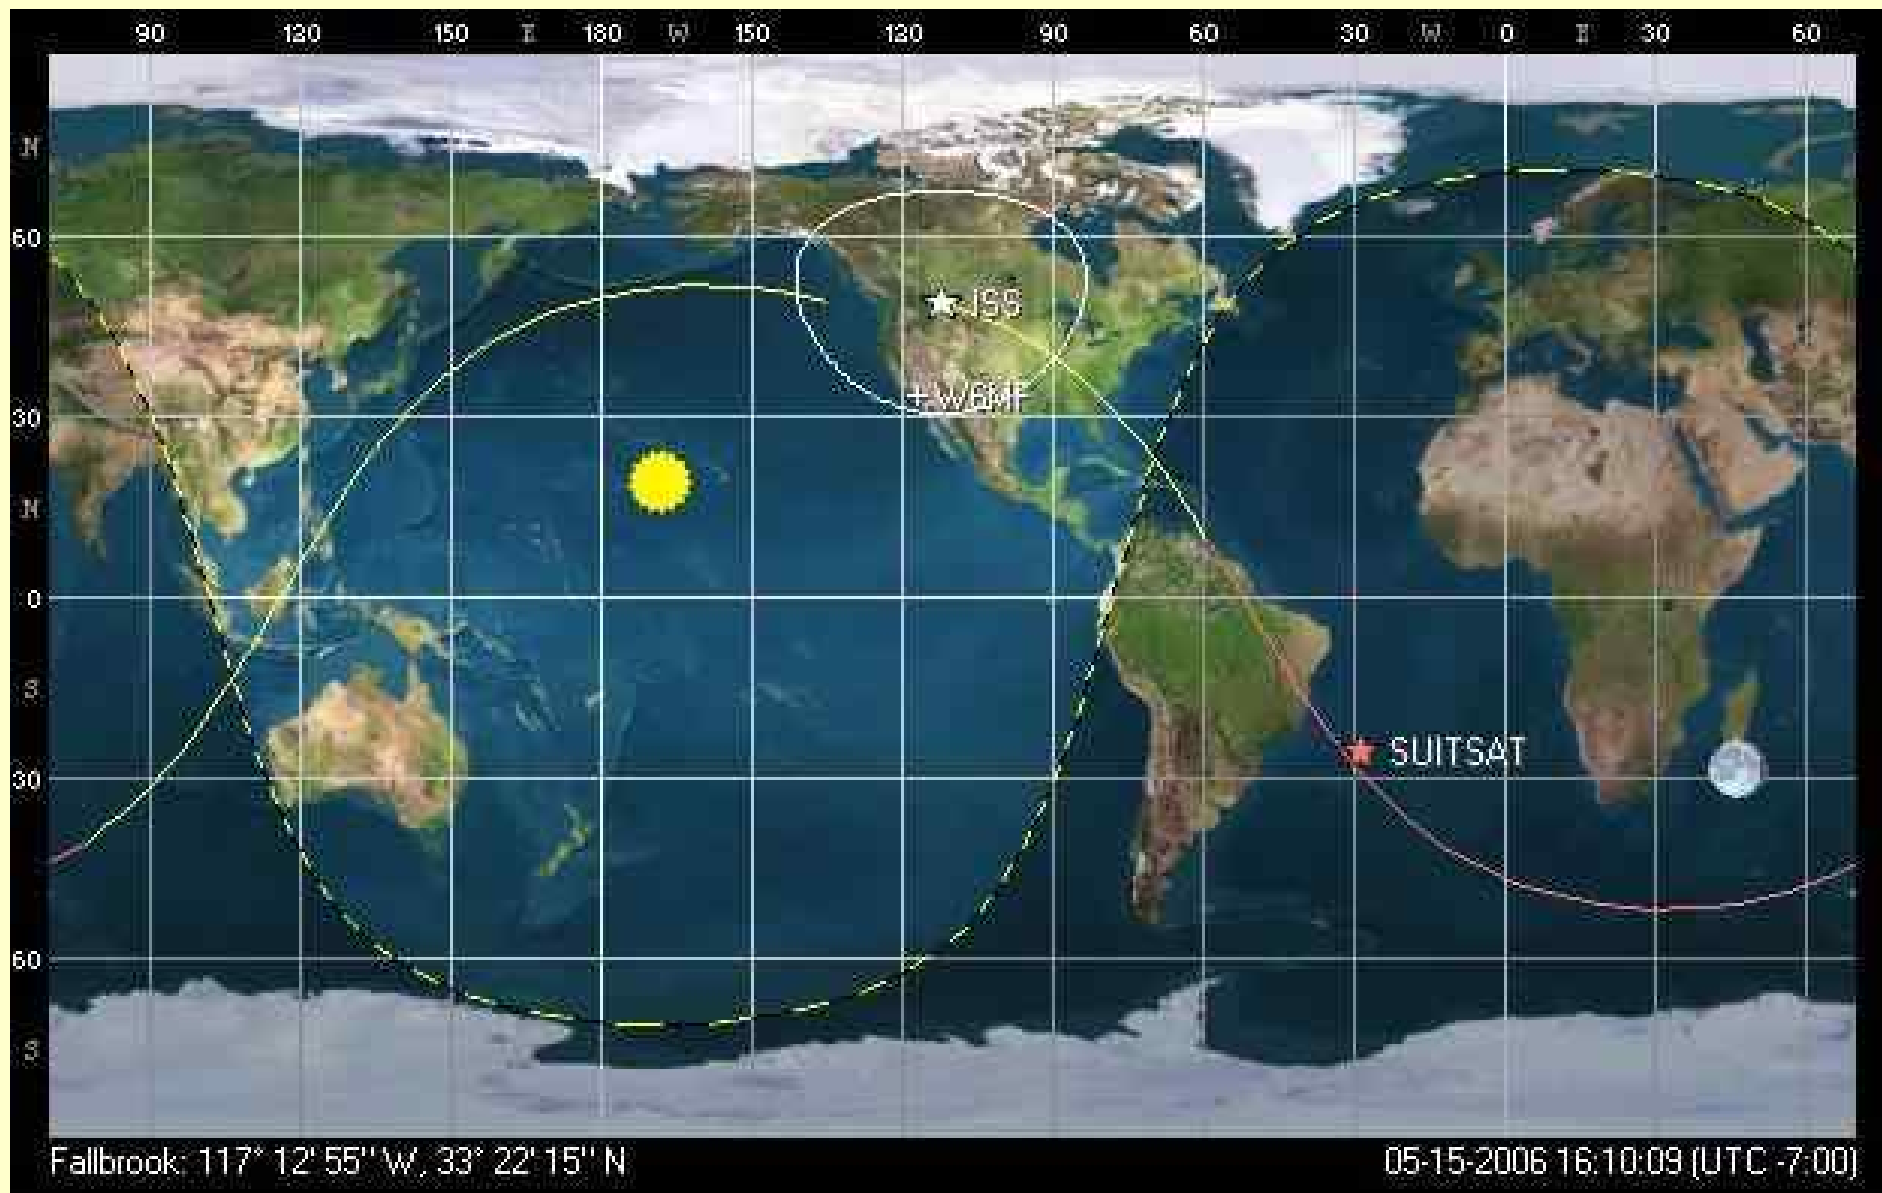 90 120 150 E 180 W 150 120 90 60 30 W 0 E 30 60
N
60
ISS
30
+ W6MF
N
0
S
SUITSAT
30
60
S
Fallbrook: 117° 12' 55" W, 33° 22' 15" N
05-15-2006 16:10:09 (UTC -7:00)